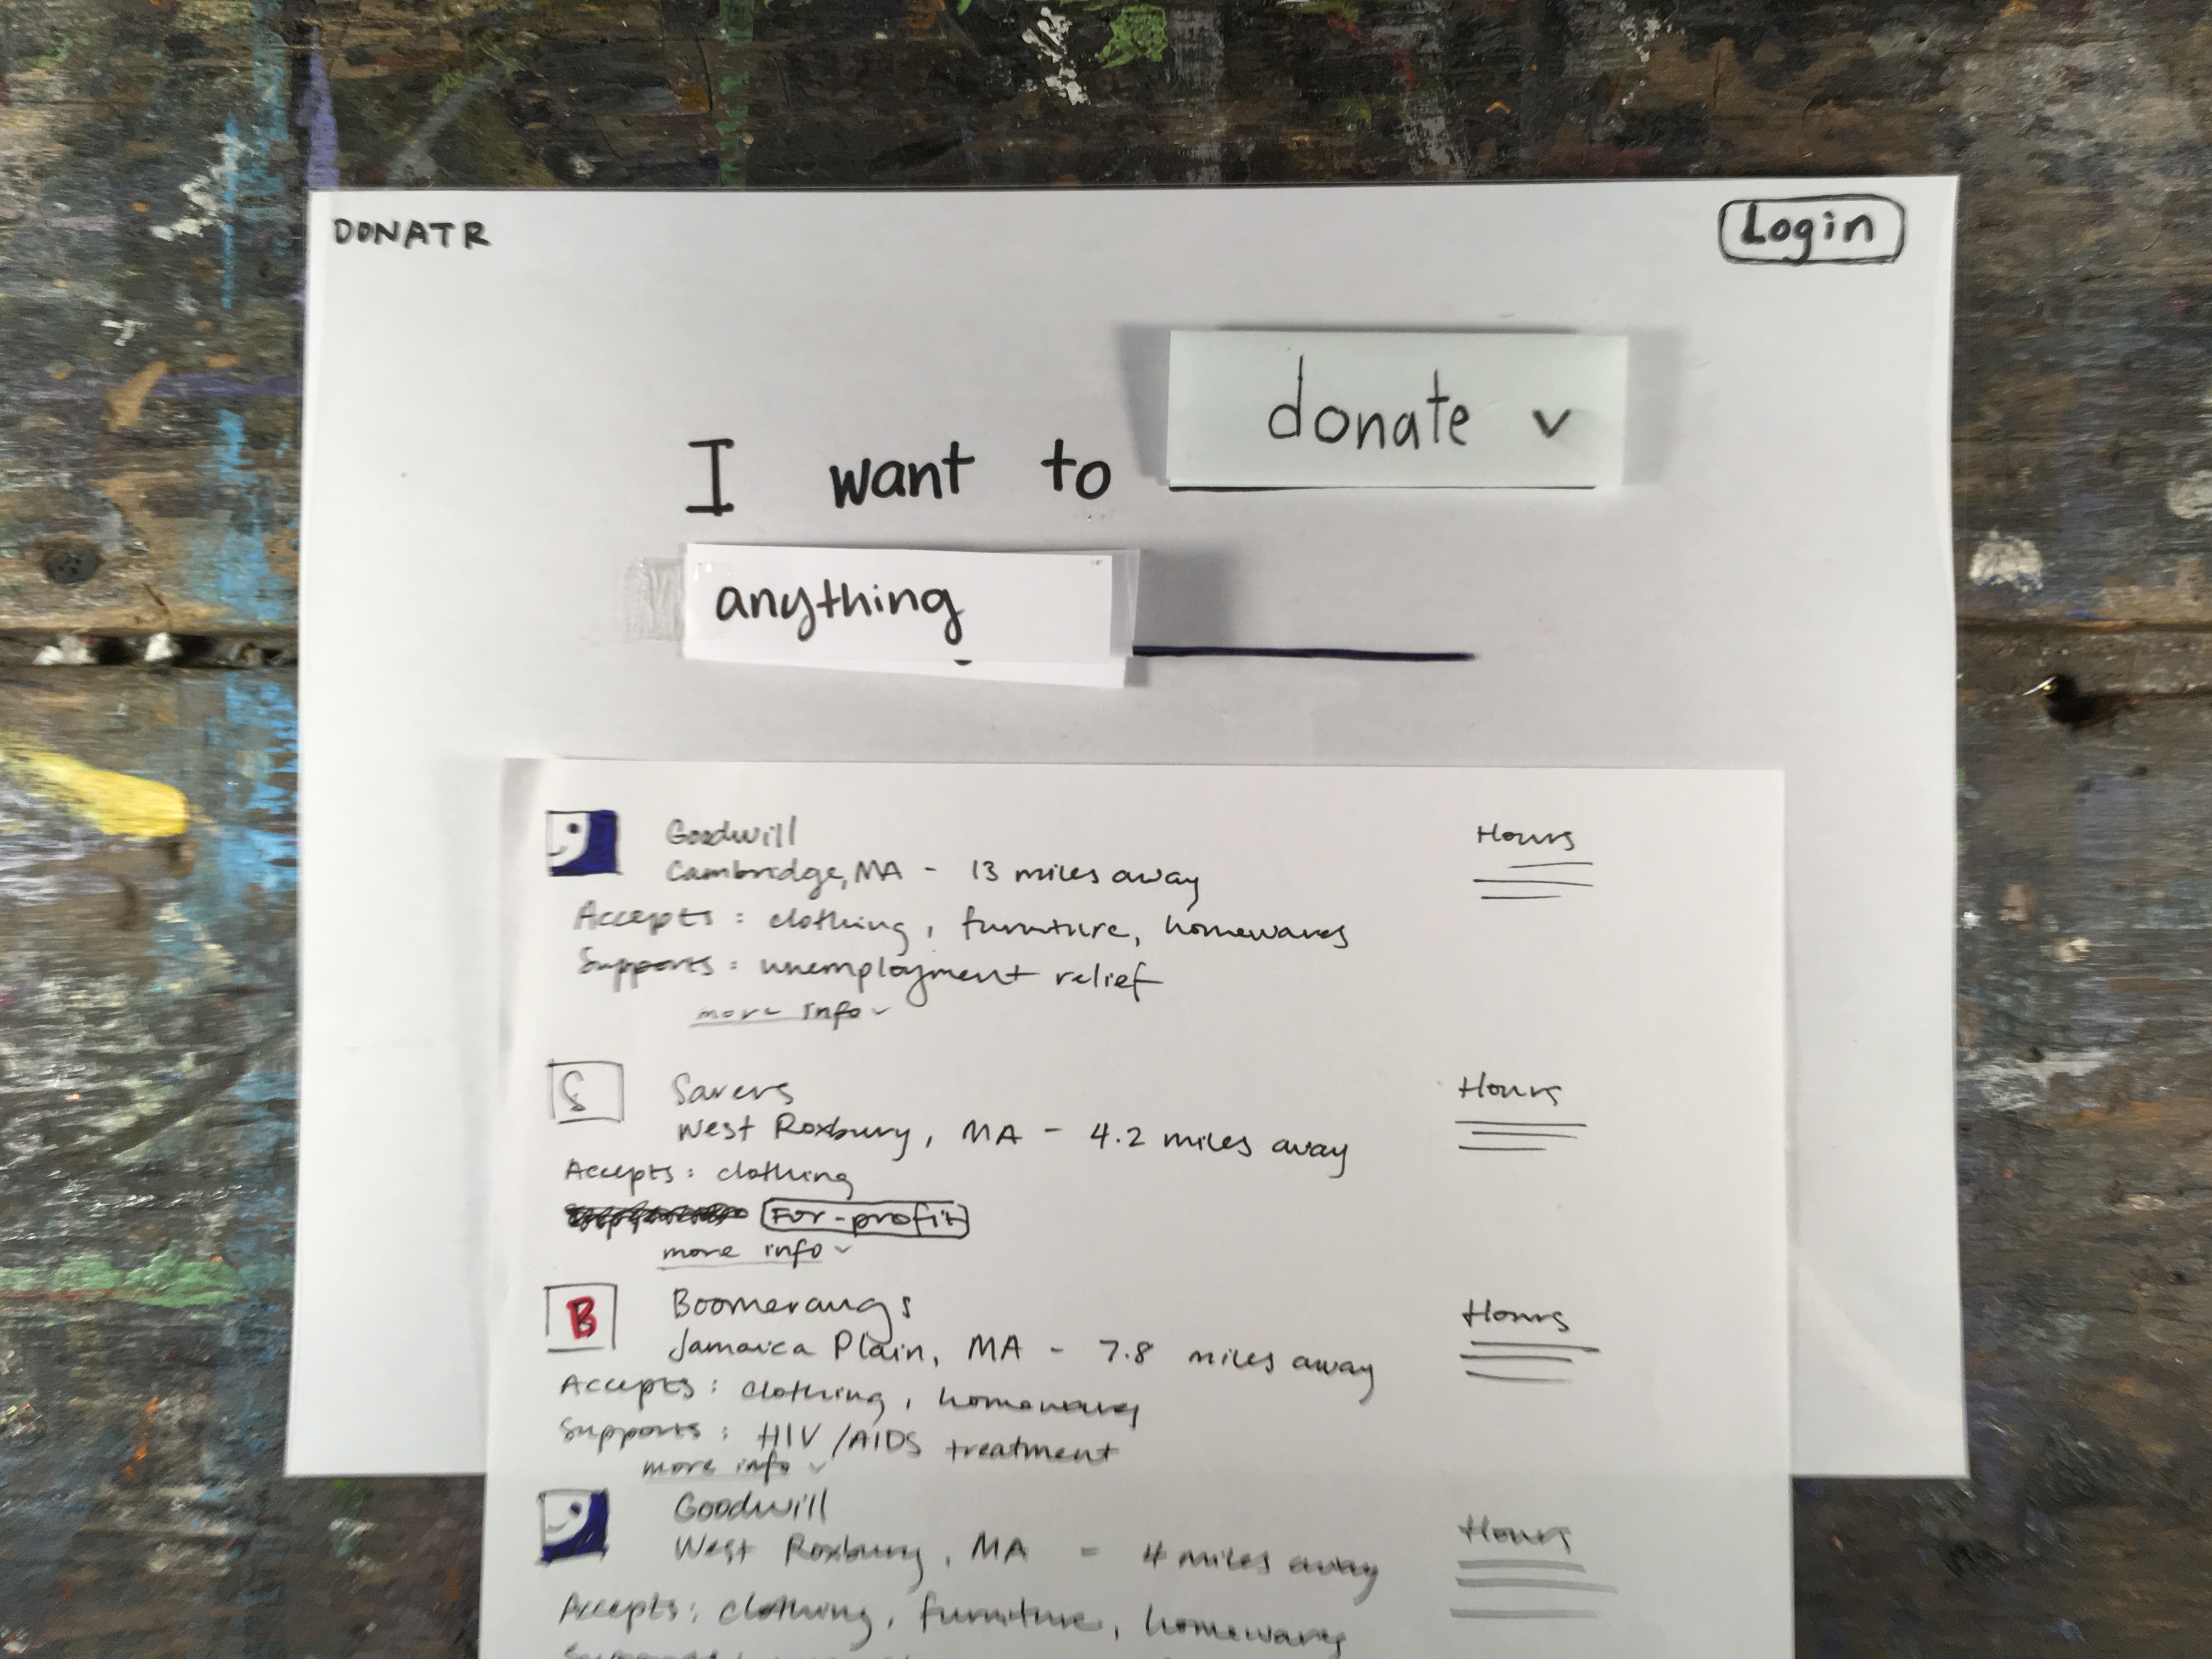 DONATR
Login
I want to donate v
anything
Goodwill
Hours
Cambridge, MA - 13 miles away
Accepts: clothing, furniture, homewares
Supports: unemployment relief
more info
S
Savers
Hours
West Roxbury, MA - 4.2 miles away
Accepts: clothing
For-profit
more info
B
Boomerangs
Hours
Jamaica Plain, MA - 7.8 miles away
Accepts: clothing, homewares
Supports: HIV/AIDS treatment
more info
Goodwill
Hours
West Roxbury, MA - 4 miles away
Accepts: clothing, furniture, homewares